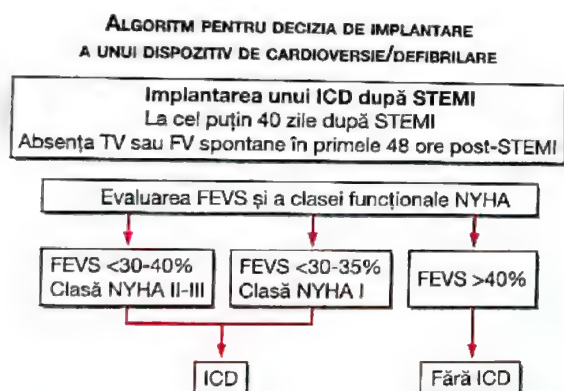 ALGORITM PENTRU DECIZIA DE IMPLANTARE
A UNUI DISPOZITIV DE CARDIOVERSIE/DEFIBRILARE
Implantarea unui ICD după STEMI
La cel puțin 40 zile după STEMI
Absența TV sau FV spontane în primele 48 ore post-STEMI
Evaluarea FEVS și a clasei funcționale NYHA
FEVS <30-40%
Clasă NYHA II-III
FEVS <30-35%
Clasă NYHA I
FEVS >40%
ICD
Fără ICD